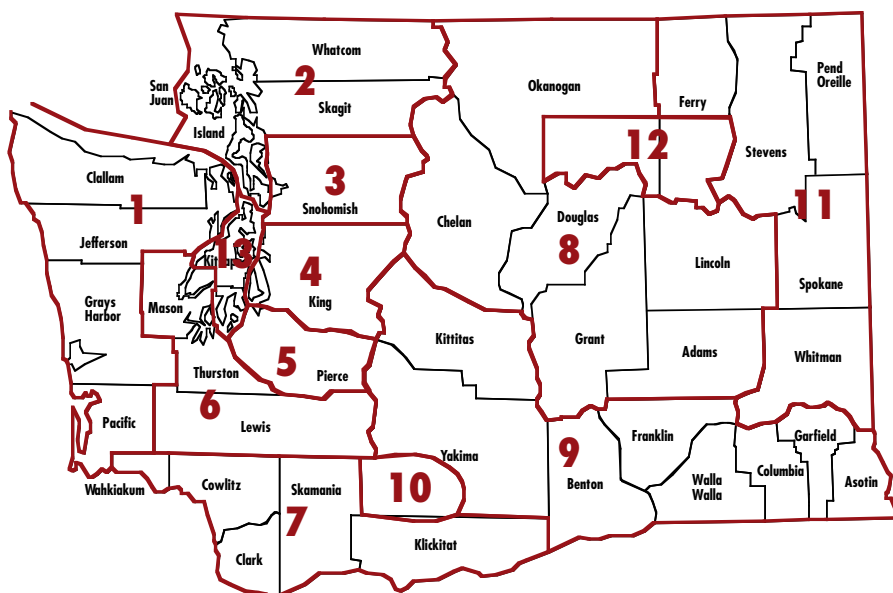 Whatcom
2
San
Juan
Skagit
Island
Okanogan
Ferry
Pend
Oreille
12
Stevens
Clallam
1
3
Snohomish
11
Jefferson
Chelan
Douglas
8
13
Kitsap
4
King
Lincoln
Spokane
Grays
Harbor
Mason
Kittitas
Grant
Adams
Whitman
5
Pierce
Thurston
6
Pacific
Lewis
Yakima
9
Franklin
Garfield
Wahkiakum
Cowlitz
Skamania
10
Benton
Walla
Walla
Columbia
Asotin
7
Clark
Klickitat